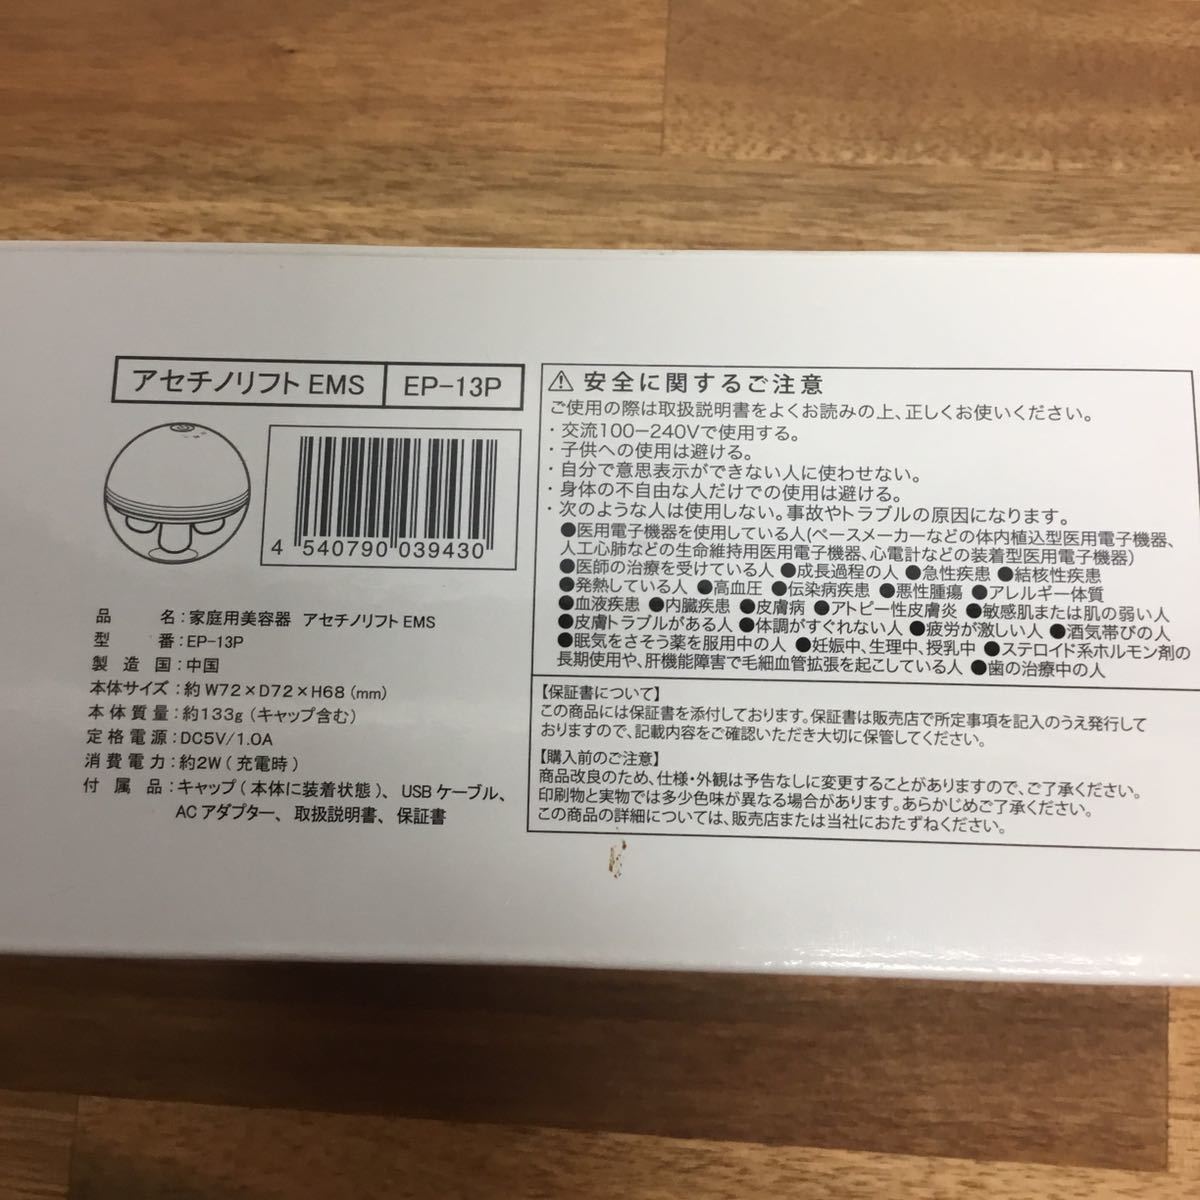 アセチノリフト EMS EP-13P
4 540790 039430
品名：家庭用美容器 アセチノリフト EMS
型番：EP-13P
製造国：中国
本体サイズ：約 W72×D72×H68（mm）
本体質量：約133g（キャップ含む）
定格電源：DC5V/1.0A
消費電力：約2W（充電時）
付属品：キャップ（本体に装着状態）、USBケーブル、
ACアダプター、取扱説明書、保証書
⚠ 安全に関するご注意
ご使用の際は取扱説明書をよくお読みの上、正しくお使いください。
・交流100-240Vで使用する。
・子供への使用は避ける。
・自分で意思表示ができない人に使わせない。
・身体の不自由な人だけでの使用は避ける。
・次のような人は使用しない。事故やトラブルの原因になります。
●医用電子機器を使用している人(ペースメーカーなどの体内植込型医用電子機器、
人工心肺などの生命維持用医用電子機器、心電計などの装着型医用電子機器)
●医師の治療を受けている人 ●成長過程の人 ●急性疾患 ●結核性疾患
●発熱している人 ●高血圧 ●伝染病疾患 ●悪性腫瘍 ●アレルギー体質
●血液疾患 ●内臓疾患 ●皮膚病 ●アトピー性皮膚炎 ●敏感肌または肌の弱い人
●皮膚トラブルがある人 ●体調がすぐれない人 ●疲労が激しい人 ●酒気帯びの人
●眠気をさそう薬を服用中の人 ●妊娠中、生理中、授乳中 ●ステロイド系ホルモン剤の
長期使用や、肝機能障害で毛細血管拡張を起こしている人 ●歯の治療中の人
【保証書について】
この商品には保証書を添付しております。保証書は販売店で所定事項を記入のうえ発行して
おりますので、記載内容をご確認いただき大切に保管してください。
【購入前のご注意】
商品改良のため、仕様・外観は予告なしに変更することがありますので、ご了承ください。
印刷物と実物では多少色味が異なる場合があります。あらかじめご了承ください。
この商品の詳細については、販売店または当社におたずねください。